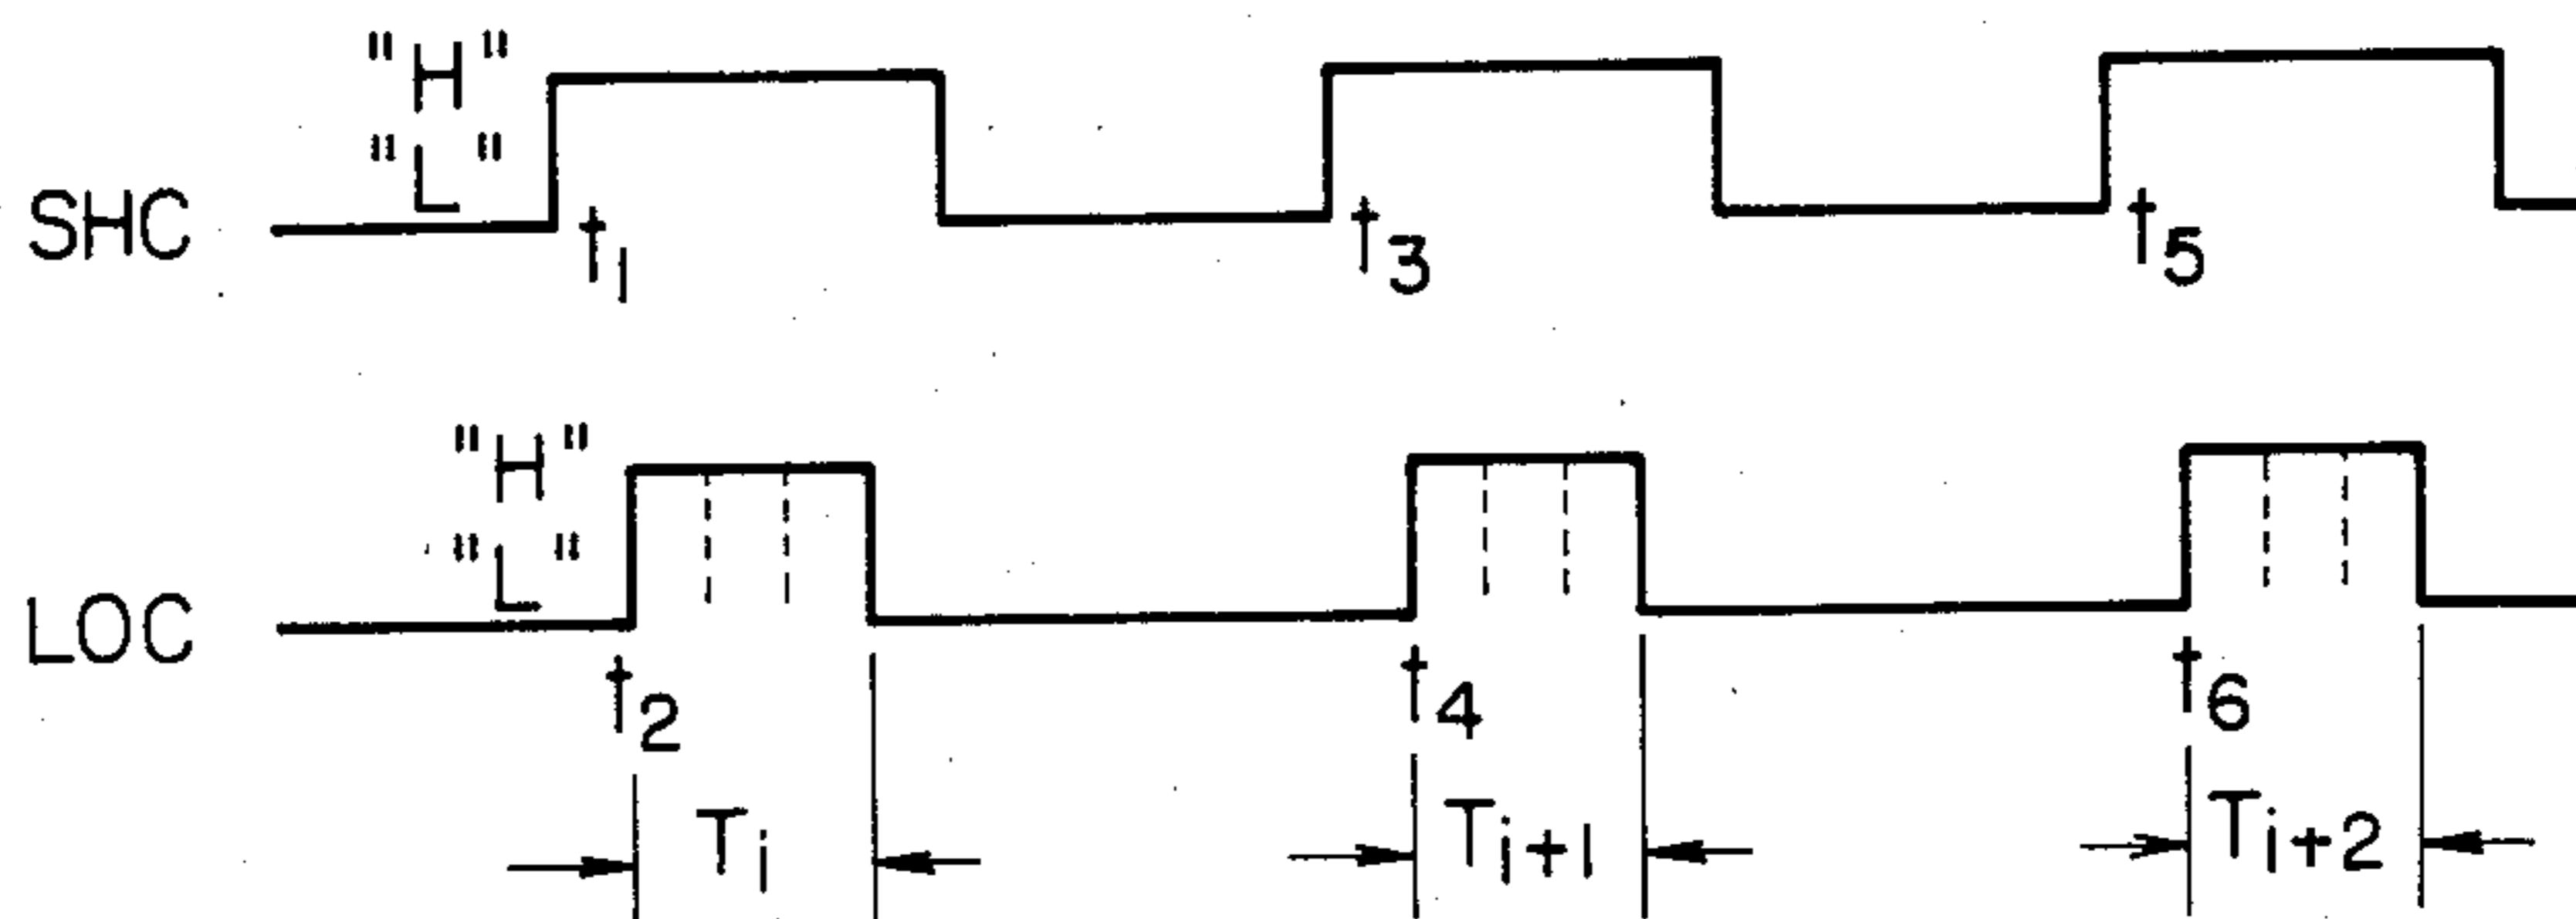 "H"
"L"
SHC
t1 t3 t5
"H"
"L"
LOC
t2 t4 t6
Ti Ti+1 Ti+2